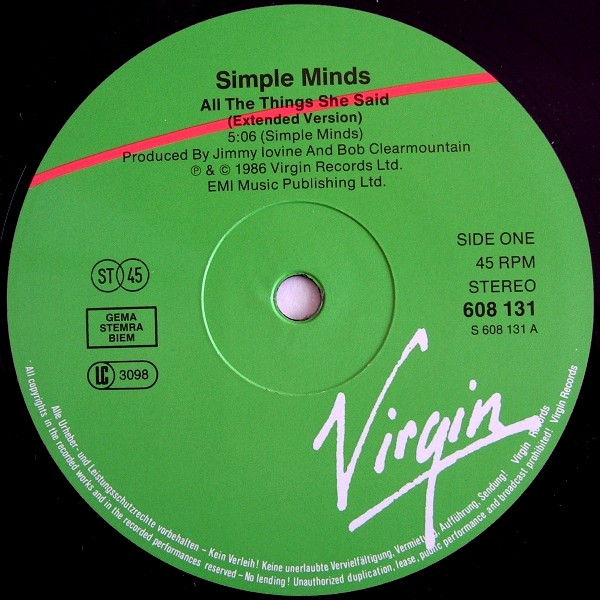 Simple Minds
All The Things She Said
(Extended Version)
5:06 (Simple Minds)
Produced By Jimmy Iovine And Bob Clearmountain
℗ & © 1986 Virgin Records Ltd.
EMI Music Publishing Ltd.
SIDE ONE
45 RPM
STEREO
608 131
S 608 131 A
ST 45
GEMA
STEMRA
BIEM
LC 3098
Virgin
Alle Urheber- und Leistungsschutzrechte vorbehalten – Kein Verleih! Keine unerlaubte Vervielfältigung, Vermietung, Aufführung, Sendung! Virgin Records
All copyrights in the recorded works and in the recorded performances reserved – No lending! Unauthorized duplication, lease, public performance and broadcast prohibited! Virgin Records